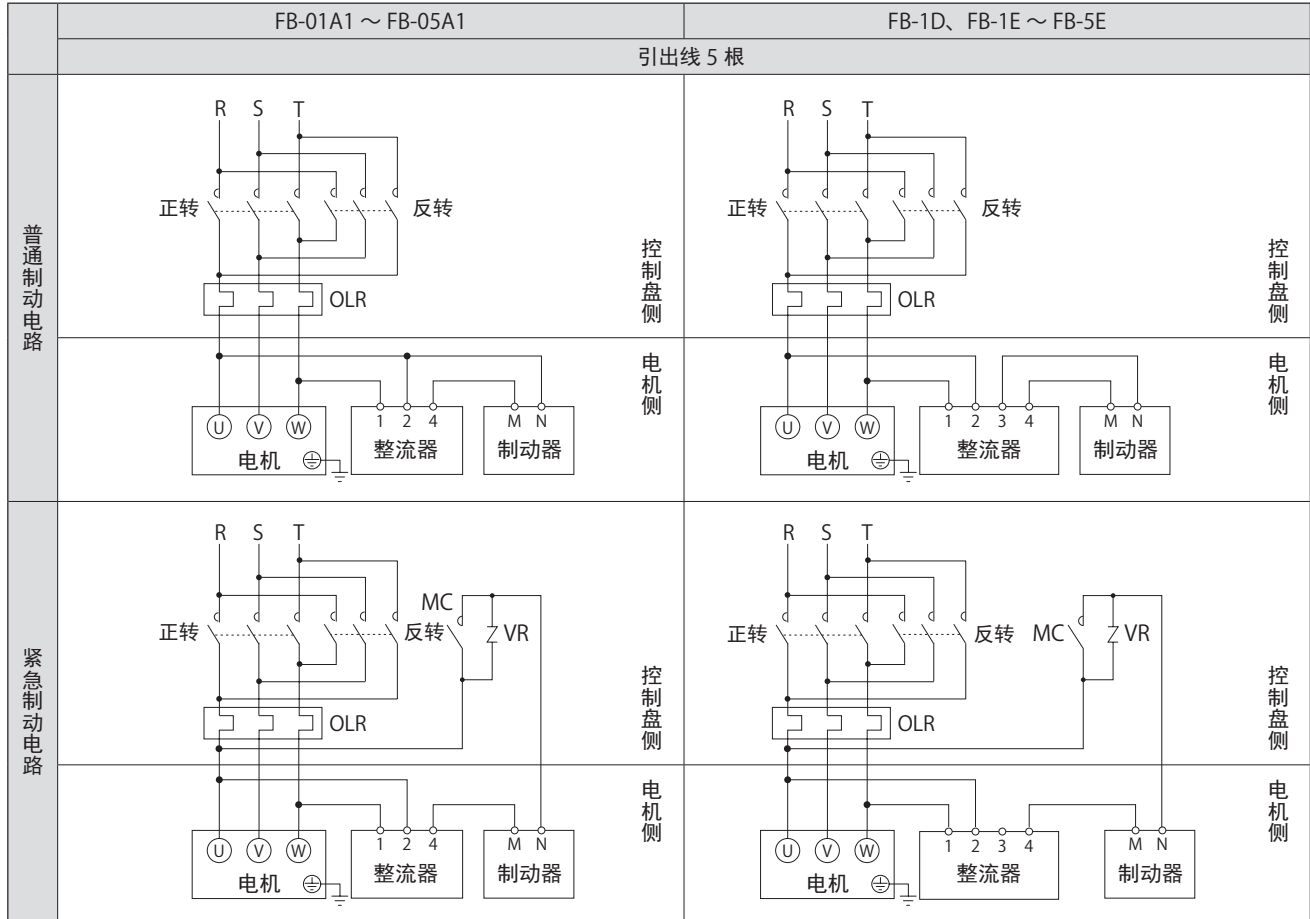 FB-01A1 ～ FB-05A1
FB-1D、FB-1E ～ FB-5E
引出线 5 根
普通制动电路
R S T
正转
反转
OLR
控制盘侧
电机侧
U V W
电机
1 2 4
整流器
M N
制动器
R S T
正转
反转
OLR
控制盘侧
电机侧
U V W
电机
1 2 3 4
整流器
M N
制动器
紧急制动电路
R S T
MC
正转
反转
VR
OLR
控制盘侧
电机侧
U V W
电机
1 2 4
整流器
M N
制动器
R S T
正转
反转
MC
VR
OLR
控制盘侧
电机侧
U V W
电机
1 2 3 4
整流器
M N
制动器